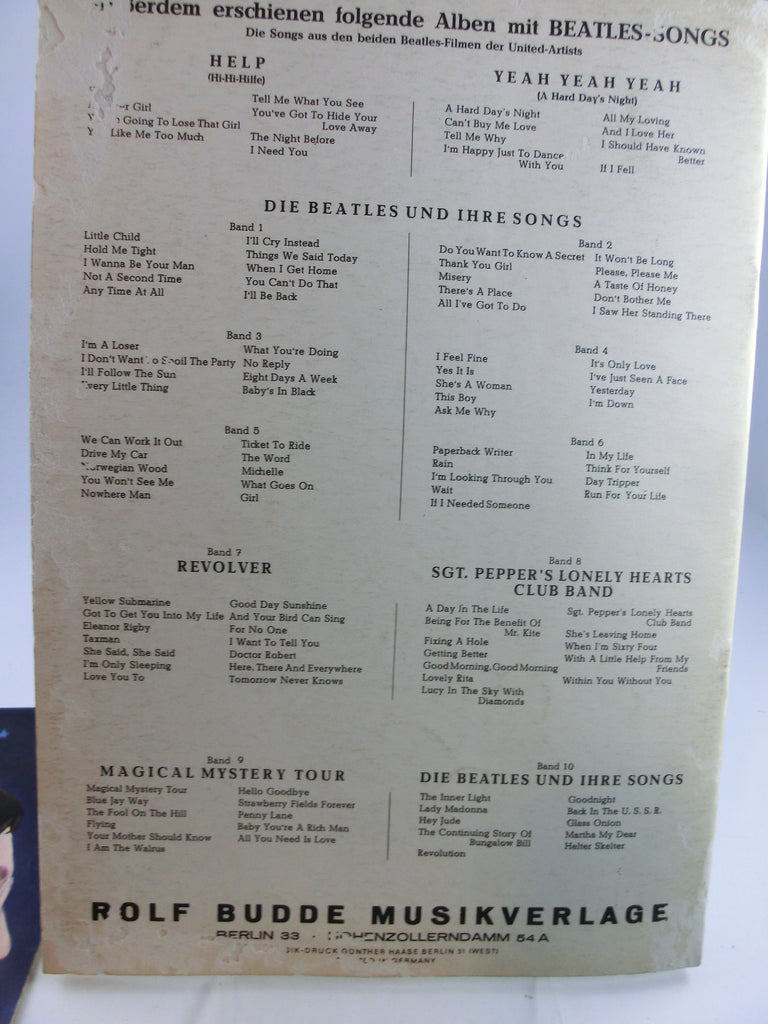 erschienen folgende Alben mit BEATLES-SONGS
Die Songs aus den beiden Beatles-Filmen der United-Artists
HELP
(Hi-Hi-Hilfe)
Girl
Going To Lose That Girl
Like Me Too Much
Tell Me What You See
You've Got To Hide Your
Love Away
The Night Before
I Need You
YEAH YEAH YEAH
(A Hard Day's Night)
A Hard Day's Night
Can't Buy Me Love
Tell Me Why
I'm Happy Just To Dance
With You
All My Loving
And I Love Her
I Should Have Known
Better
If I Fell
DIE BEATLES UND IHRE SONGS
Band 1
Little Child
Hold Me Tight
I Wanna Be Your Man
Not A Second Time
Any Time At All
I'll Cry Instead
Things We Said Today
When I Get Home
You Can't Do That
I'll Be Back
Band 2
Do You Want To Know A Secret
Thank You Girl
Misery
There's A Place
All I've Got To Do
It Won't Be Long
Please, Please Me
A Taste Of Honey
Don't Bother Me
I Saw Her Standing There
Band 3
I'm A Loser
I Don't Want To Spoil The Party
I'll Follow The Sun
Every Little Thing
What You're Doing
No Reply
Eight Days A Week
Baby's In Black
Band 4
I Feel Fine
Yes It Is
She's A Woman
This Boy
Ask Me Why
It's Only Love
I've Just Seen A Face
Yesterday
I'm Down
Band 5
We Can Work It Out
Drive My Car
Norwegian Wood
You Won't See Me
Nowhere Man
Ticket To Ride
The Word
Michelle
What Goes On
Girl
Band 6
Paperback Writer
Rain
I'm Looking Through You
Wait
If I Needed Someone
In My Life
Think For Yourself
Day Tripper
Run For Your Life
Band 7
REVOLVER
Yellow Submarine
Got To Get You Into My Life
Eleanor Rigby
Taxman
She Said, She Said
I'm Only Sleeping
Love You To
Good Day Sunshine
And Your Bird Can Sing
For No One
I Want To Tell You
Doctor Robert
Here, There And Everywhere
Tomorrow Never Knows
Band 8
SGT. PEPPER'S LONELY HEARTS
CLUB BAND
A Day In The Life
Being For The Benefit Of
Mr. Kite
Fixing A Hole
Getting Better
Good Morning, Good Morning
Lovely Rita
Lucy In The Sky With
Diamonds
Sgt. Pepper's Lonely Hearts
Club Band
She's Leaving Home
When I'm Sixty Four
With A Little Help From My
Friends
Within You Without You
Band 9
MAGICAL MYSTERY TOUR
Magical Mystery Tour
Blue Jay Way
The Fool On The Hill
Flying
Your Mother Should Know
I Am The Walrus
Hello Goodbye
Strawberry Fields Forever
Penny Lane
Baby You're A Rich Man
All You Need Is Love
Band 10
DIE BEATLES UND IHRE SONGS
The Inner Light
Lady Madonna
Hey Jude
The Continuing Story Of
Bungalow Bill
Revolution
Goodnight
Back In The U. S. S. R.
Glass Onion
Martha My Dear
Helter Skelter
ROLF BUDDE MUSIKVERLAGE
BERLIN 33 - HOHENZOLLERNDAMM 54 A
GÜNTHER HAASE BERLIN 31 (WEST)
GERMANY